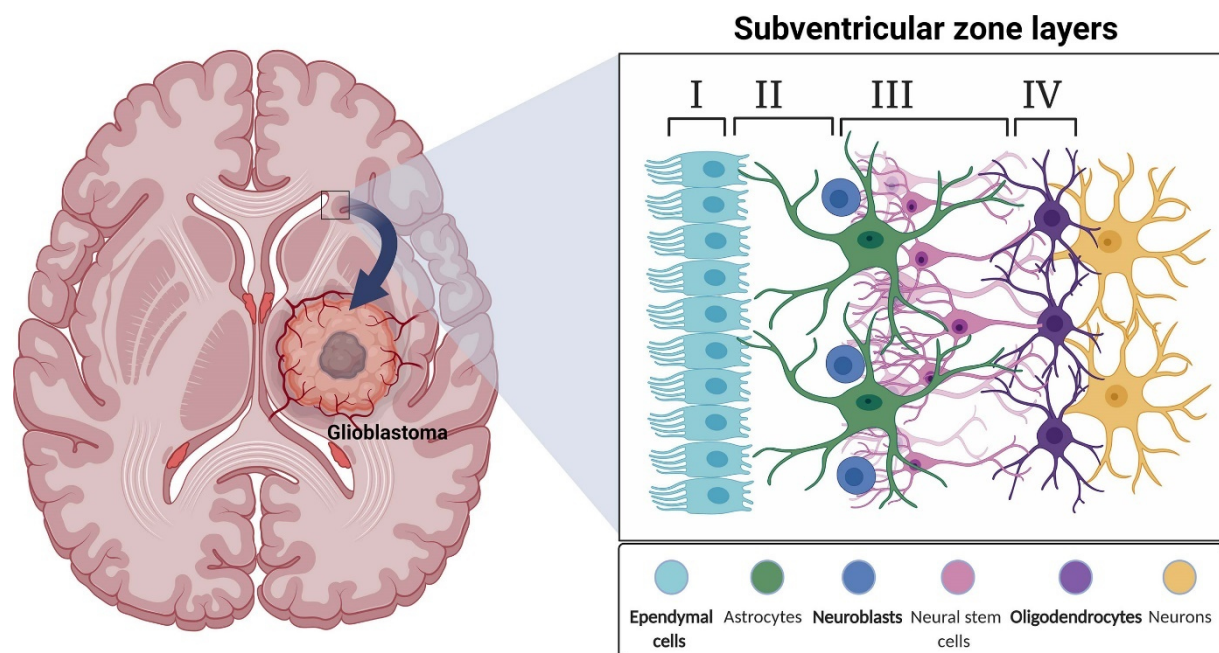 Subventricular zone layers
I II III IV
Glioblastoma
Ependymal cells
Astrocytes
Neuroblasts
Neural stem cells
Oligodendrocytes
Neurons